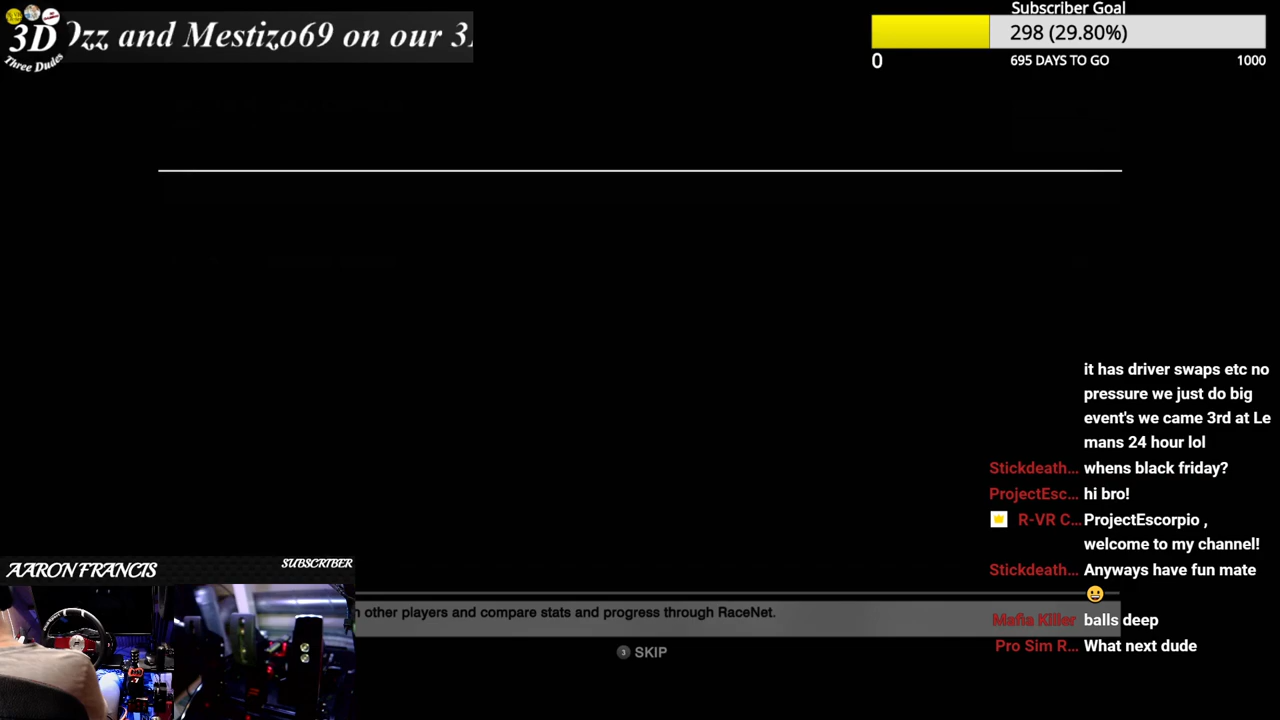 3D
Three Dudes
Ozz and Mestizo69 on our 3
Subscriber Goal
298 (29.80%)
0
695 DAYS TO GO
1000
it has driver swaps etc no
pressure we just do big
event's we came 3rd at Le
mans 24 hour lol
Stickdeath... whens black friday?
ProjectEsc... hi bro!
R-VR C... ProjectEscorpio ,
welcome to my channel!
Stickdeath... Anyways have fun mate
Mafia Killer balls deep
Pro Sim R... What next dude
AARON FRANCIS
SUBSCRIBER
other players and compare stats and progress through RaceNet.
3 SKIP